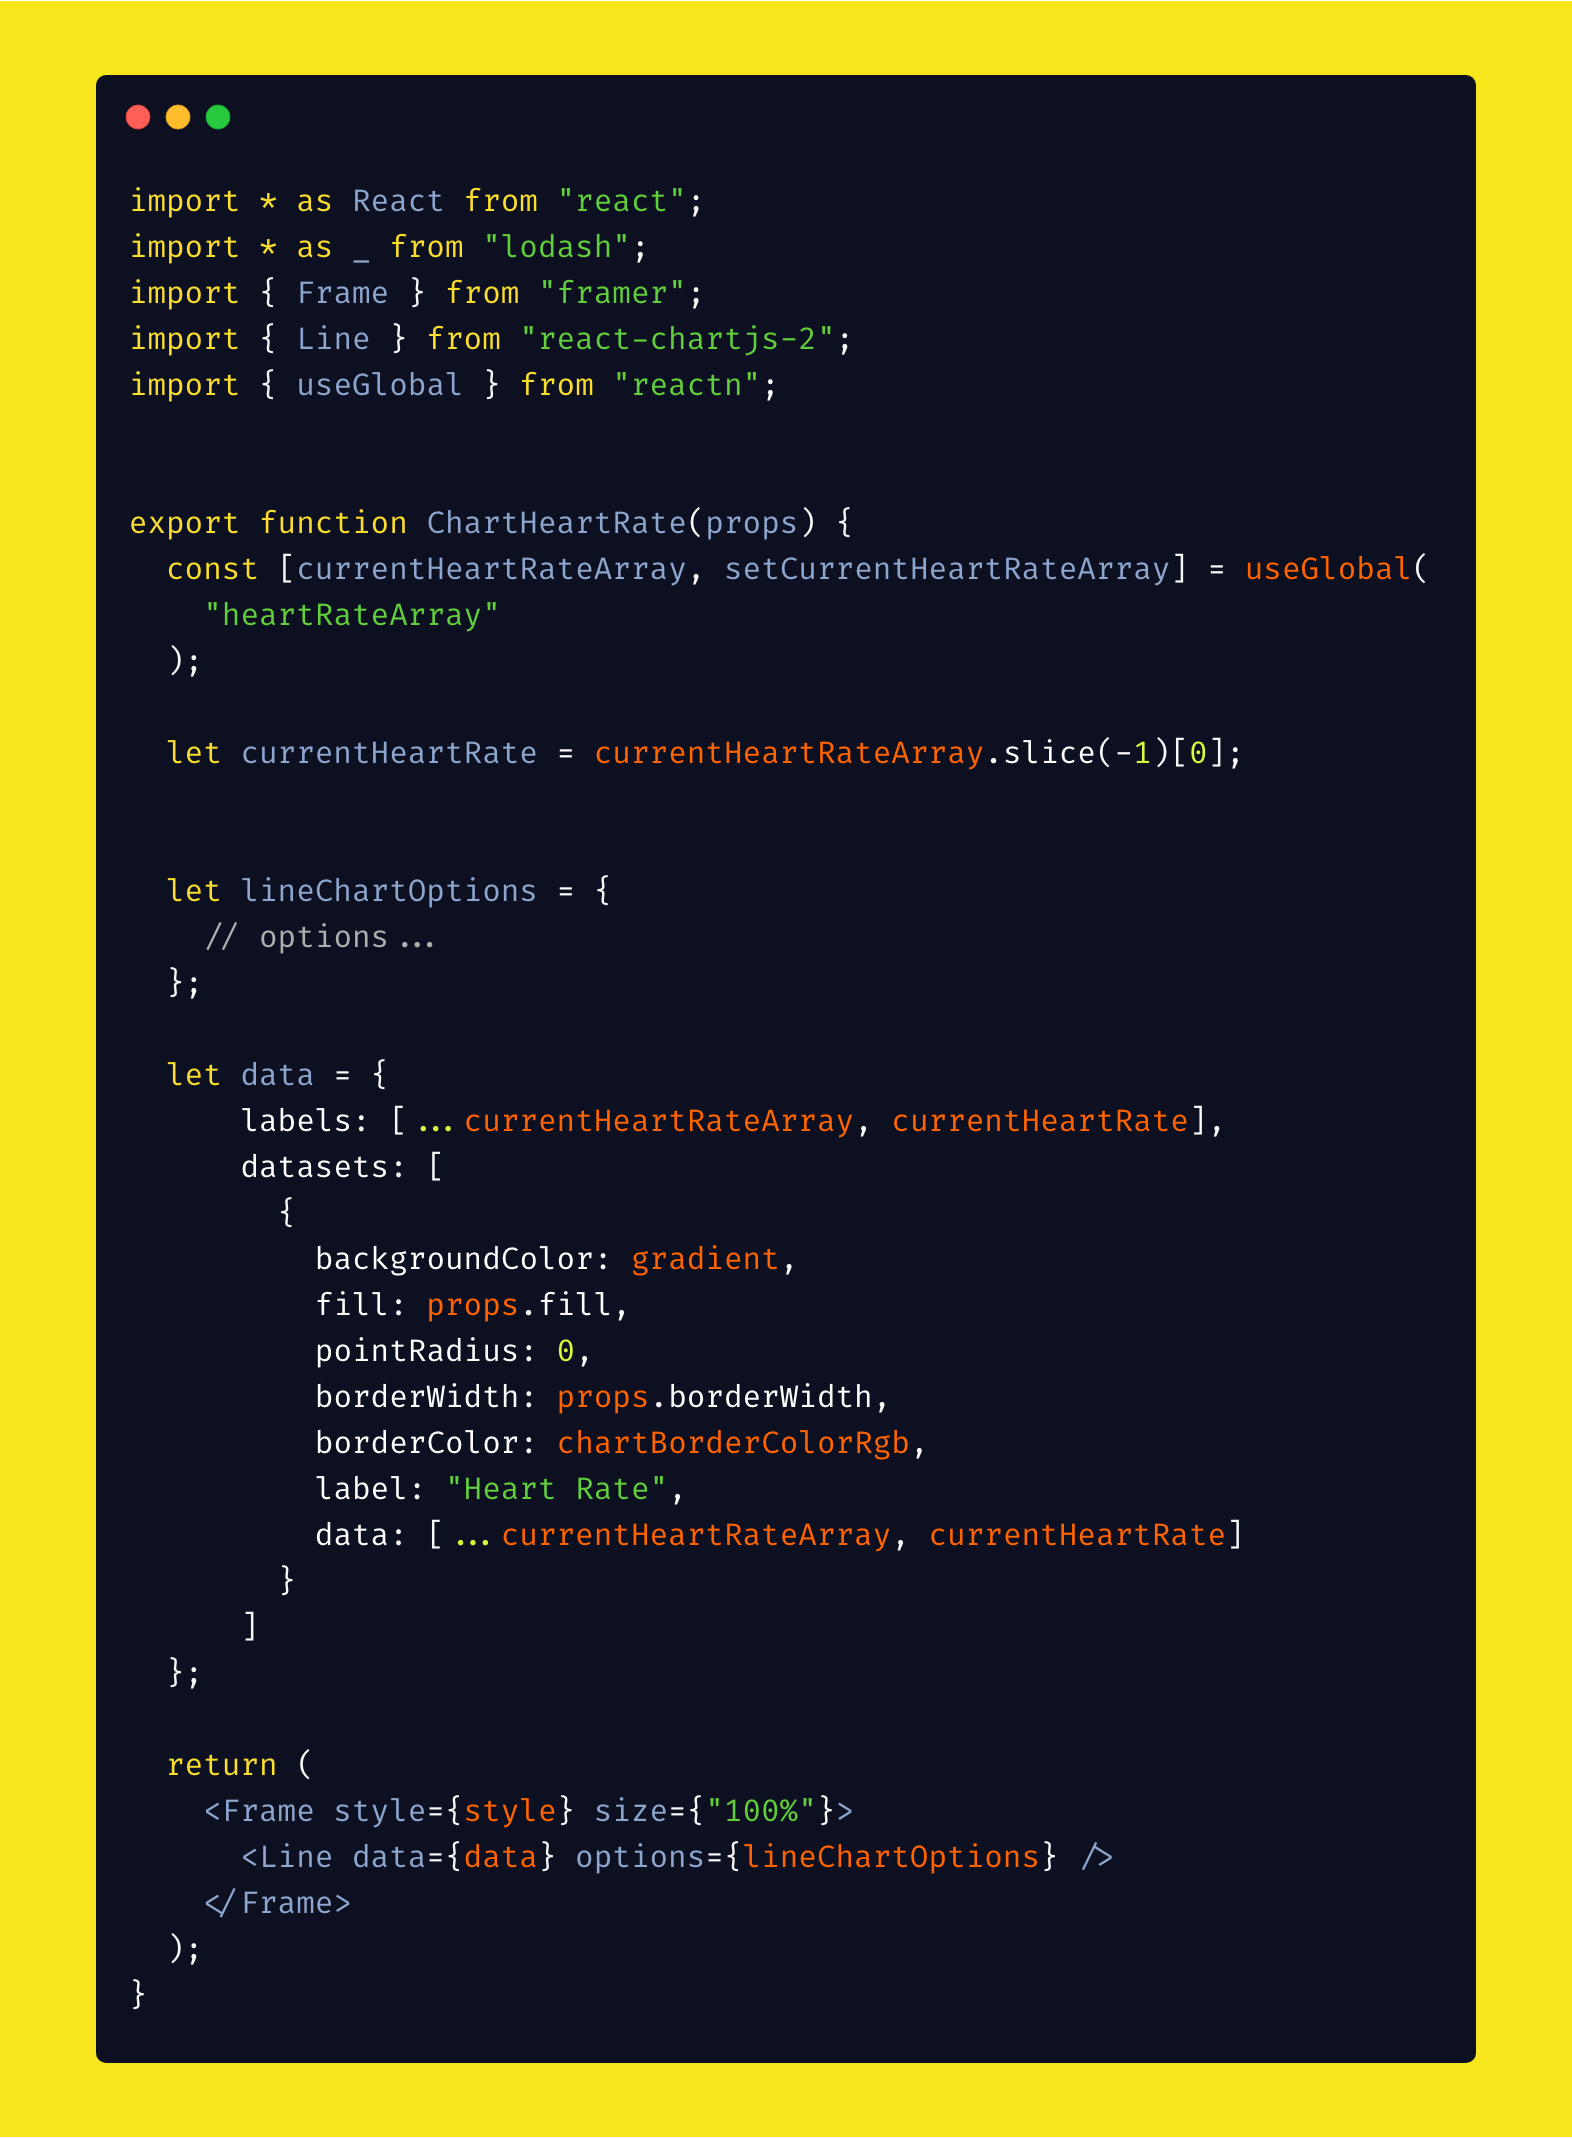 import * as React from "react";
import * as _ from "lodash";
import { Frame } from "framer";
import { Line } from "react-chartjs-2";
import { useGlobal } from "reactn";
export function ChartHeartRate(props) {
  const [currentHeartRateArray, setCurrentHeartRateArray] = useGlobal(
    "heartRateArray"
  );
  let currentHeartRate = currentHeartRateArray.slice(-1)[0];
  let lineChartOptions = {
    // options...
  };
  let data = {
      labels: [...currentHeartRateArray, currentHeartRate],
      datasets: [
        {
          backgroundColor: gradient,
          fill: props.fill,
          pointRadius: 0,
          borderWidth: props.borderWidth,
          borderColor: chartBorderColorRgb,
          label: "Heart Rate",
          data: [...currentHeartRateArray, currentHeartRate]
        }
      ]
  };
  return (
    <Frame style={style} size={"100%"}>
      <Line data={data} options={lineChartOptions} />
    </Frame>
  );
}